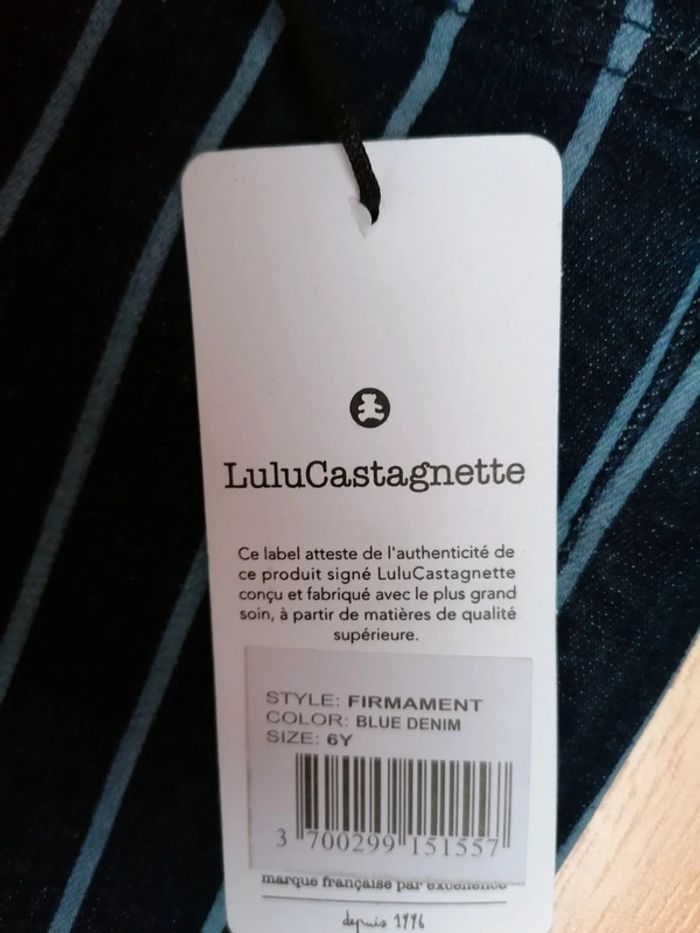 LuluCastagnette
Ce label atteste de l'authenticité de
ce produit signé LuluCastagnette
conçu et fabriqué avec le plus grand
soin, à partir de matières de qualité
supérieure.
STYLE: FIRMAMENT
COLOR: BLUE DENIM
SIZE: 6Y
3 700299 151557
marque française par excellence
depuis 1996